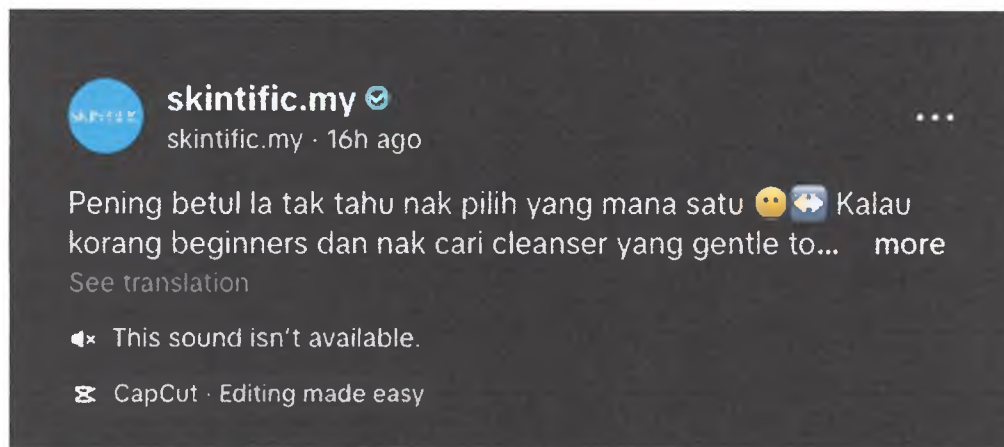 SKINTIFIC
skintific.my
skintific.my · 16h ago
Pening betul la tak tahu nak pilih yang mana satu 😶↔️ Kalau
korang beginners dan nak cari cleanser yang gentle to... more
See translation
This sound isn't available.
CapCut · Editing made easy